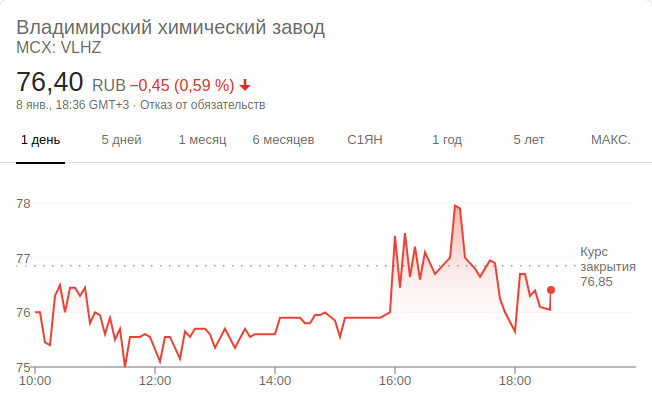 Владимирский химический завод
MCX: VLHZ
76,40 RUB −0,45 (0,59 %)
8 янв., 18:36 GMT+3 · Отказ от обязательств
1 день 5 дней 1 месяц 6 месяцев С1ЯН 1 год 5 лет МАКС.
78
77
76
75
Курс
закрытия
76,85
10:00 12:00 14:00 16:00 18:00